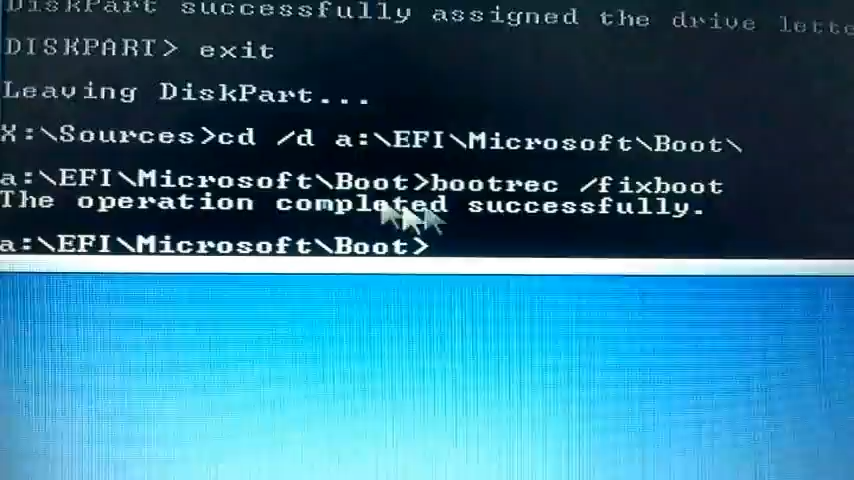 DiskPart successfully assigned the drive lette
DISKPART> exit
Leaving DiskPart...
X:\Sources>cd /d a:\EFI\Microsoft\Boot\
a:\EFI\Microsoft\Boot>bootrec /fixboot
The operation completed successfully.
a:\EFI\Microsoft\Boot>